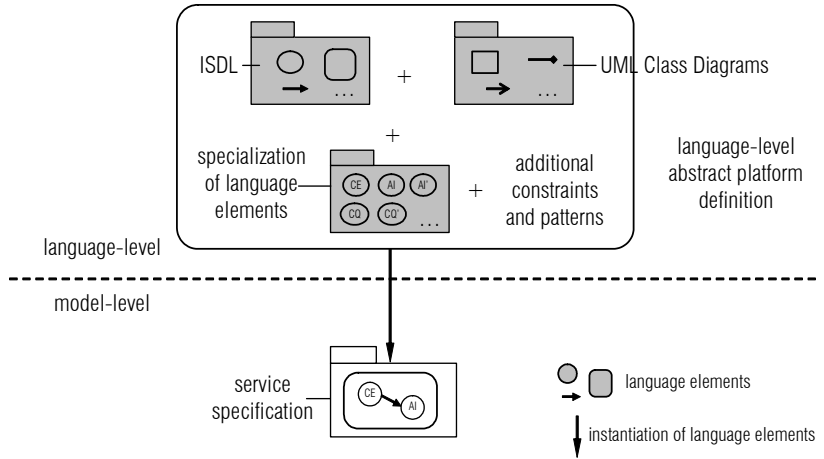 ISDL
...
+
UML Class Diagrams
...
+
specialization
of language
elements
CE AI AI'
CQ CQ' ...
+
additional
constraints
and patterns
language-level
abstract platform
definition
language-level
model-level
service
specification
CE
AI
language elements
instantiation of language elements